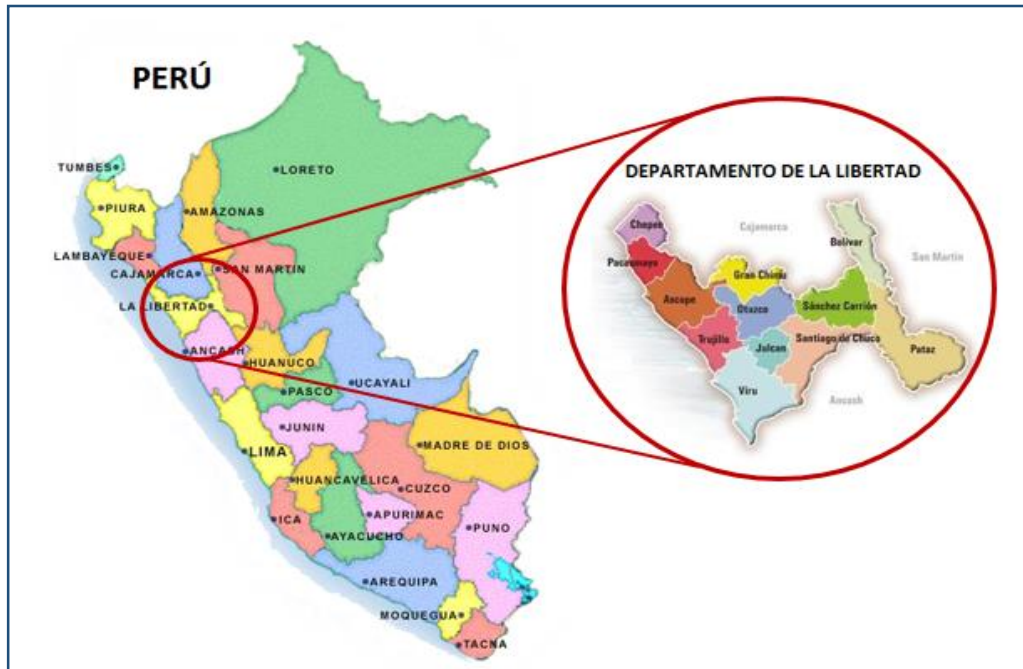 PERÚ
TUMBES
LORETO
PIURA
AMAZONAS
LAMBAYEQUE
CAJAMARCA
SAN MARTIN
LA LIBERTAD
ANCASH
HUANUCO
UCAYALI
PASCO
JUNIN
LIMA
MADRE DE DIOS
HUANCAVELICA
CUZCO
ICA
APURIMAC
AYACUCHO
PUNO
AREQUIPA
MOQUEGUA
TACNA
DEPARTAMENTO DE LA LIBERTAD
Chepen
Cajamarca
Bolivar
San Martín
Pacasmayo
Gran Chimu
Ascope
Otuzco
Sánchez Carrión
Trujillo
Julcan
Santiago de Chuco
Pataz
Viru
Ancash